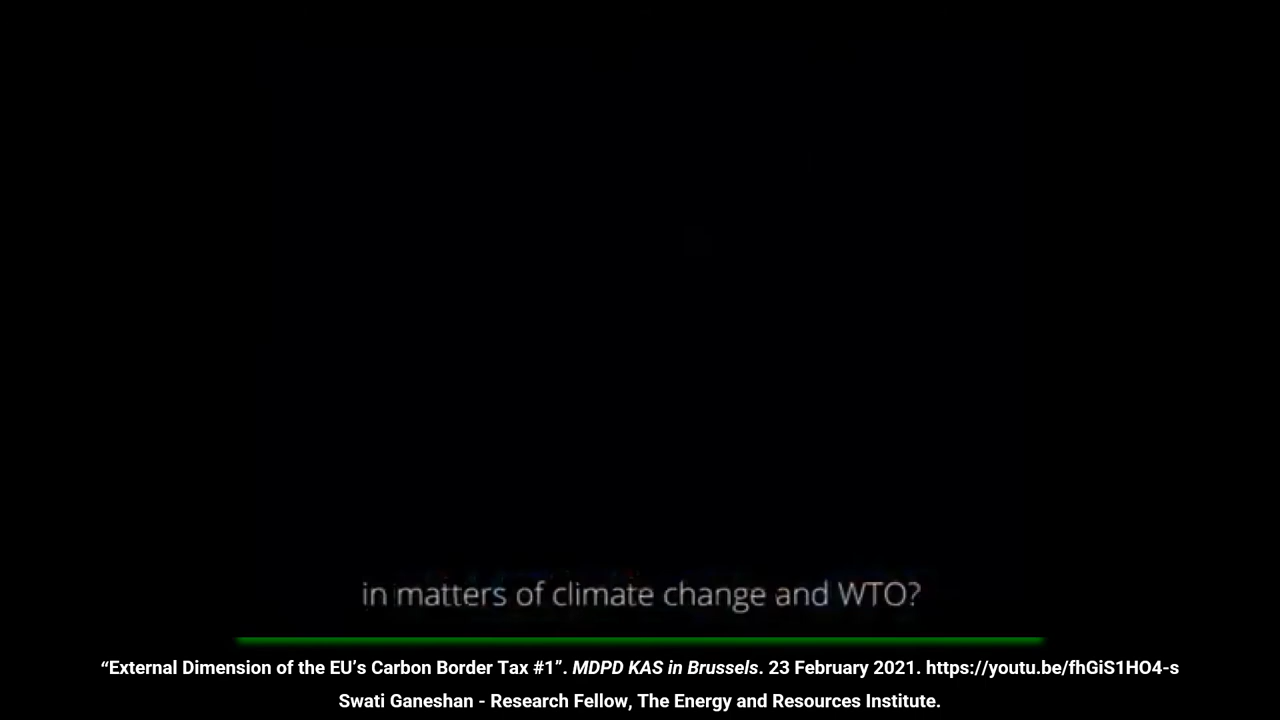 in matters of climate change and WTO?
“External Dimension of the EU’s Carbon Border Tax #1”. MDPD KAS in Brussels. 23 February 2021. https://youtu.be/fhGiS1HO4-s
Swati Ganeshan - Research Fellow, The Energy and Resources Institute.